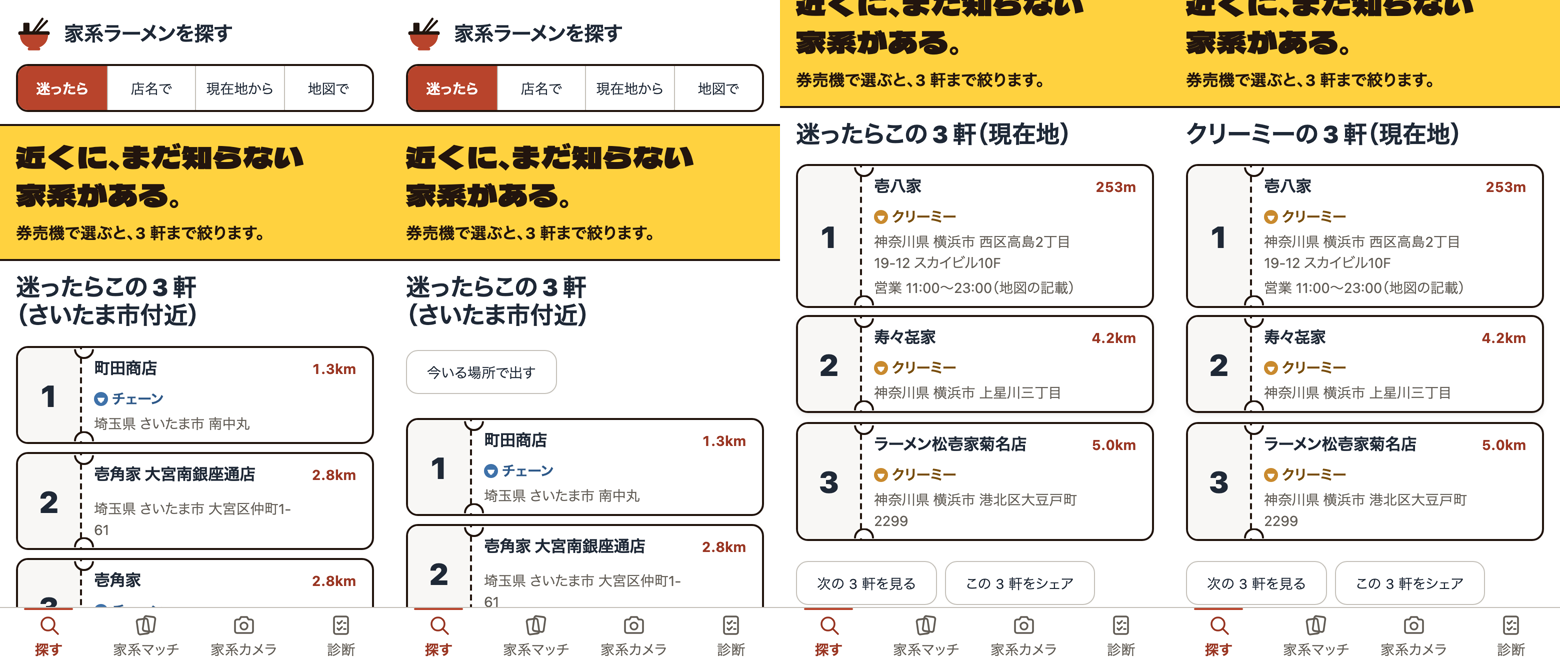 家系ラーメンを探す
迷ったら
店名で
現在地から
地図で
近くに、まだ知らない
家系がある。
券売機で選ぶと、3 軒まで絞ります。
迷ったらこの 3 軒
（さいたま市付近）
1
町田商店
1.3km
チェーン
埼玉県 さいたま市 南中丸
2
壱角家 大宮南銀座通店
2.8km
埼玉県 さいたま市 大宮区仲町1-
61
3
壱角家
2.8km
チェーン
探す
家系マッチ
家系カメラ
診断
家系ラーメンを探す
迷ったら
店名で
現在地から
地図で
近くに、まだ知らない
家系がある。
券売機で選ぶと、3 軒まで絞ります。
迷ったらこの 3 軒
（さいたま市付近）
今いる場所で出す
1
町田商店
1.3km
チェーン
埼玉県 さいたま市 南中丸
2
壱角家 大宮南銀座通店
2.8km
埼玉県 さいたま市 大宮区仲町1-
61
探す
家系マッチ
家系カメラ
診断
近くに、まだ知らない
家系がある。
券売機で選ぶと、3 軒まで絞ります。
迷ったらこの 3 軒（現在地）
1
壱八家
253m
クリーミー
神奈川県 横浜市 西区高島2丁目
19-12 スカイビル10F
営業 11:00〜23:00（地図の記載）
2
寿々㐂家
4.2km
クリーミー
神奈川県 横浜市 上星川三丁目
3
ラーメン松壱家菊名店
5.0km
クリーミー
神奈川県 横浜市 港北区大豆戸町
2299
次の 3 軒を見る
この 3 軒をシェア
探す
家系マッチ
家系カメラ
診断
近くに、まだ知らない
家系がある。
券売機で選ぶと、3 軒まで絞ります。
クリーミーの 3 軒（現在地）
1
壱八家
253m
クリーミー
神奈川県 横浜市 西区高島2丁目
19-12 スカイビル10F
営業 11:00〜23:00（地図の記載）
2
寿々㐂家
4.2km
クリーミー
神奈川県 横浜市 上星川三丁目
3
ラーメン松壱家菊名店
5.0km
クリーミー
神奈川県 横浜市 港北区大豆戸町
2299
次の 3 軒を見る
この 3 軒をシェア
探す
家系マッチ
家系カメラ
診断